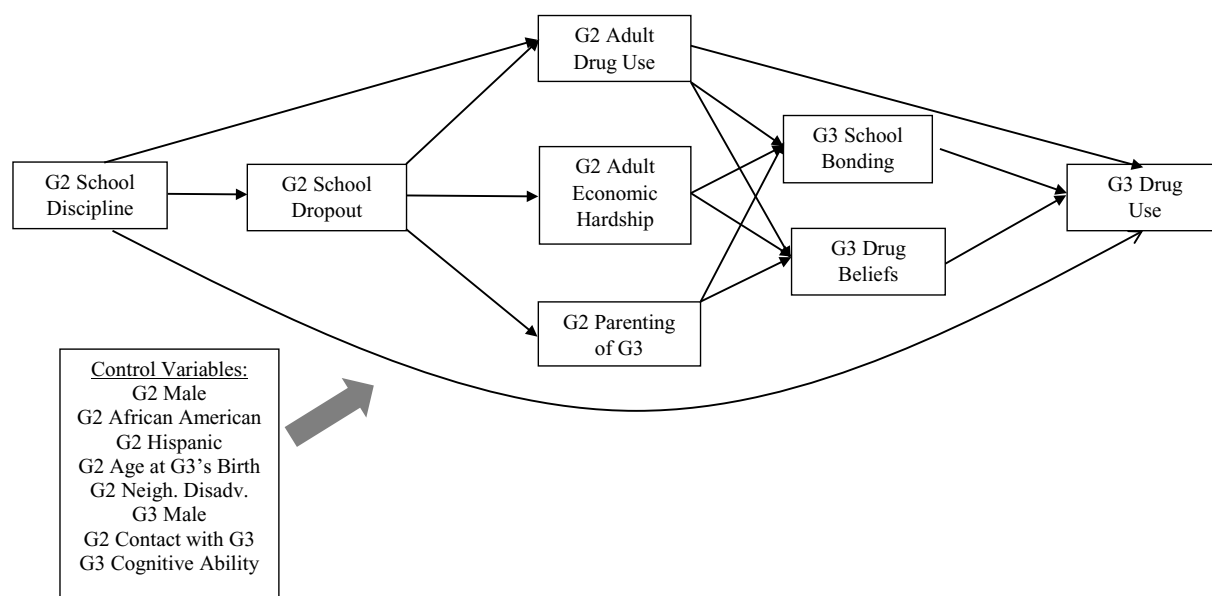 G2 Adult
Drug Use
G2 School
Discipline
G2 School
Dropout
G2 Adult
Economic
Hardship
G3 School
Bonding
G3 Drug
Use
G3 Drug
Beliefs
G2 Parenting
of G3
Control Variables:
G2 Male
G2 African American
G2 Hispanic
G2 Age at G3’s Birth
G2 Neigh. Disadv.
G3 Male
G2 Contact with G3
G3 Cognitive Ability